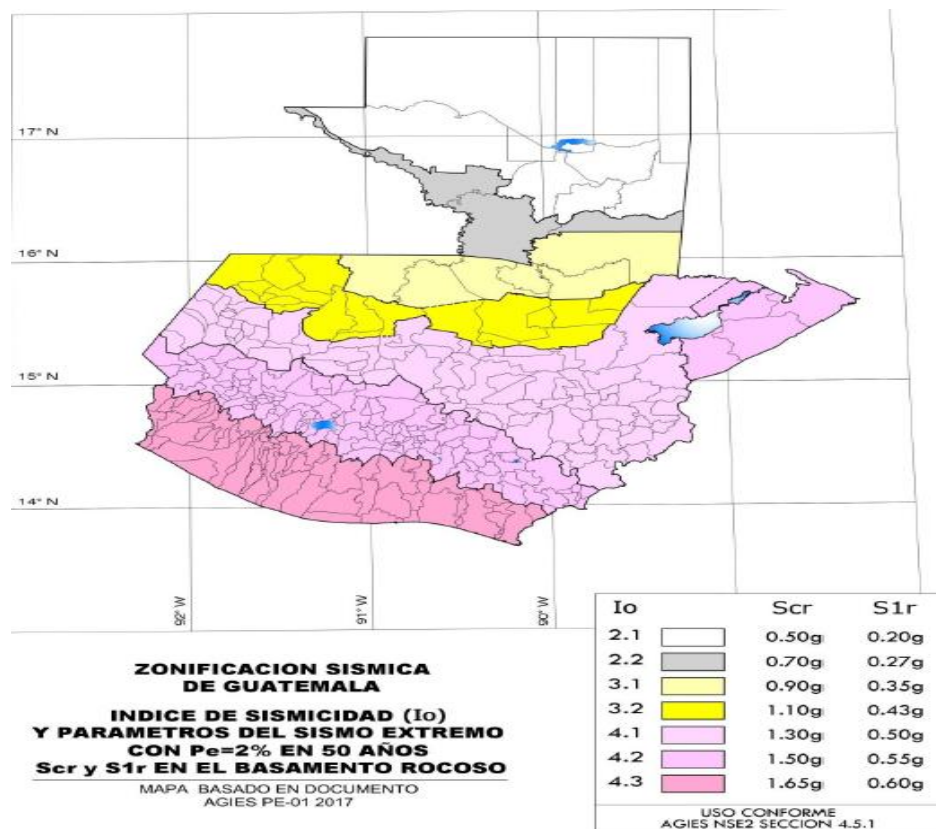 17° N
16° N
15° N
14° N
92° W
91° W
90° W
ZONIFICACION SISMICA
DE GUATEMALA
INDICE DE SISMICIDAD (Io)
Y PARAMETROS DEL SISMO EXTREMO
CON Pe=2% EN 50 AÑOS
Scr y S1r EN EL BASAMENTO ROCOSO
MAPA BASADO EN DOCUMENTO
AGIES PE-01 2017
Io Scr S1r
2.1 0.50g 0.20g
2.2 0.70g 0.27g
3.1 0.90g 0.35g
3.2 1.10g 0.43g
4.1 1.30g 0.50g
4.2 1.50g 0.55g
4.3 1.65g 0.60g
USO CONFORME
AGIES NSE2 SECCION 4.5.1